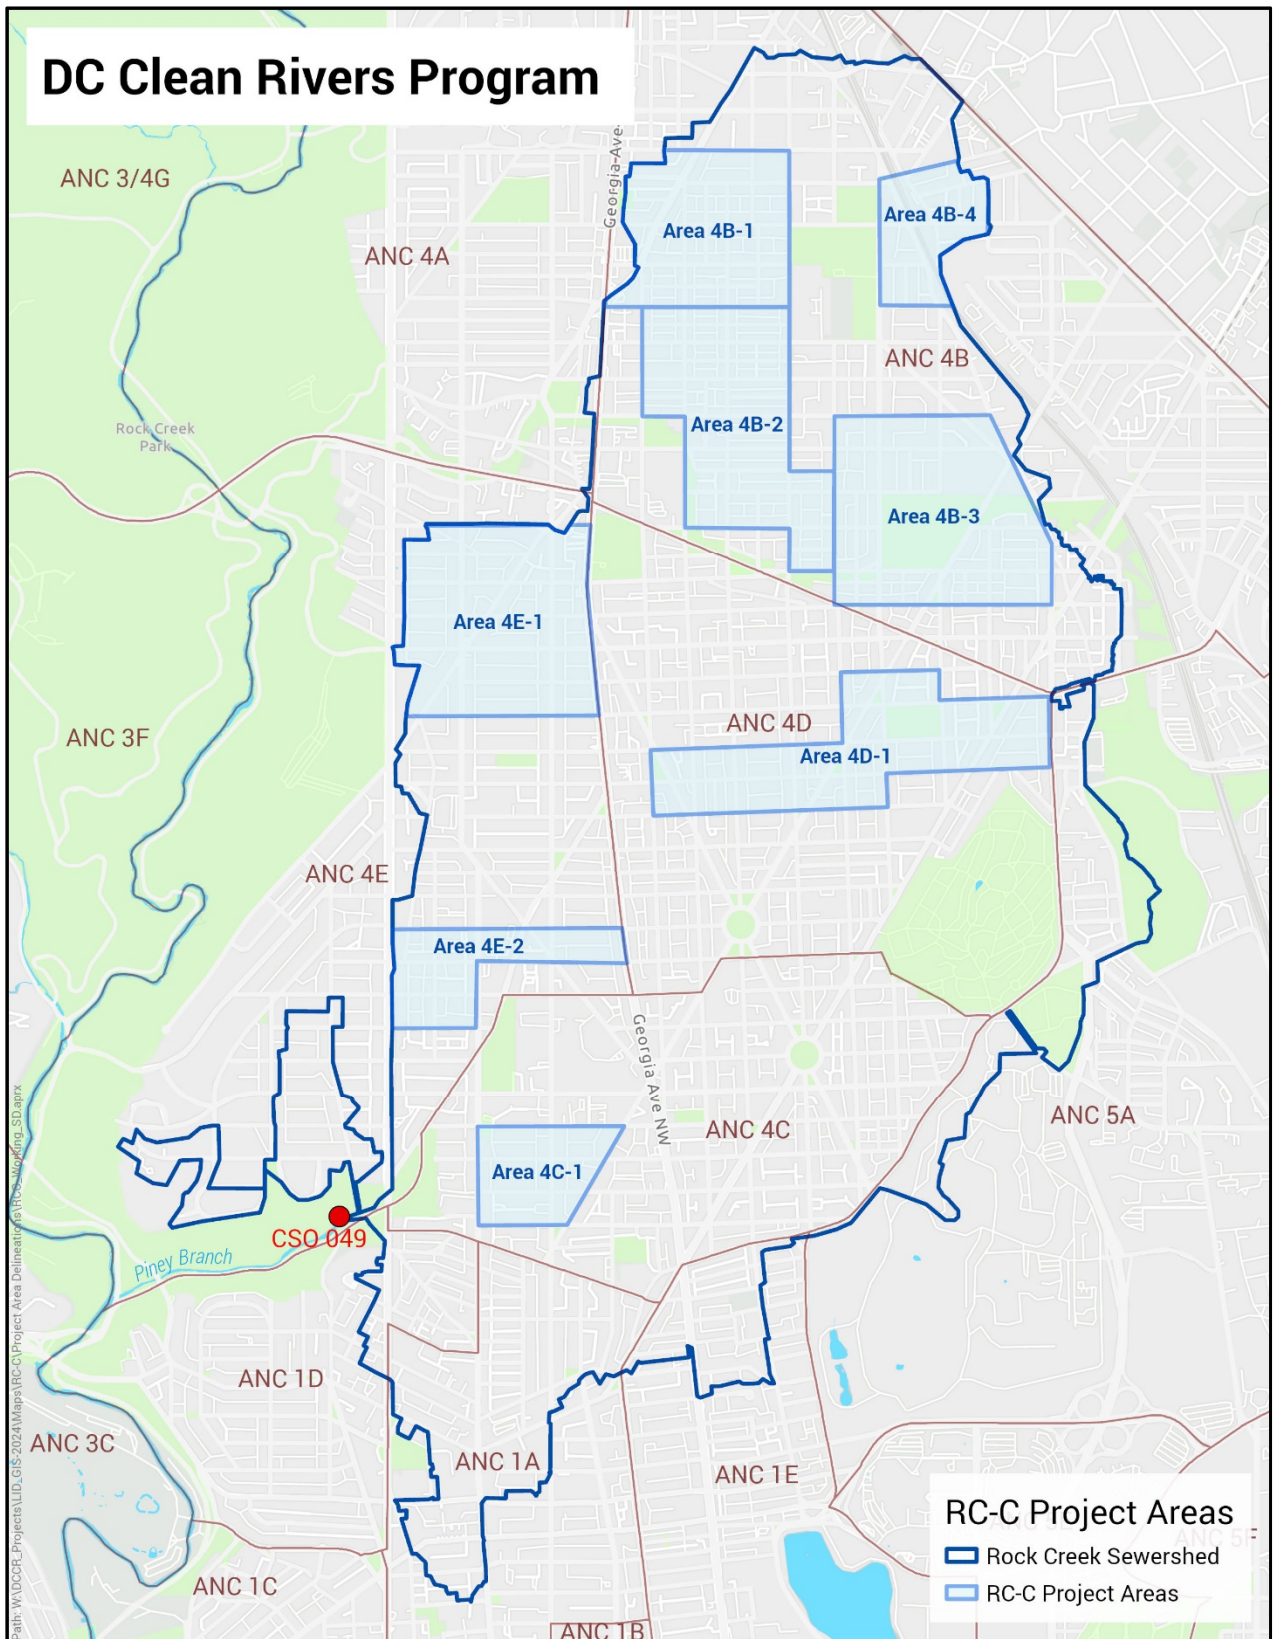 DC Clean Rivers Program
Georgia Ave.
ANC 3/4G
ANC 4A
Area 4B-1
Area 4B-4
ANC 4B
Rock Creek
Park
Area 4B-2
Area 4B-3
Area 4E-1
ANC 4D
Area 4D-1
ANC 3F
ANC 4E
Area 4E-2
Georgia Ave NW
ANC 5A
ANC 4C
Area 4C-1
CSO 049
Piney Branch
ANC 1D
ANC 3C
ANC 1A
ANC 1E
ANC 1C
ANC 1B
RC-C Project Areas
Rock Creek Sewershed
RC-C Project Areas